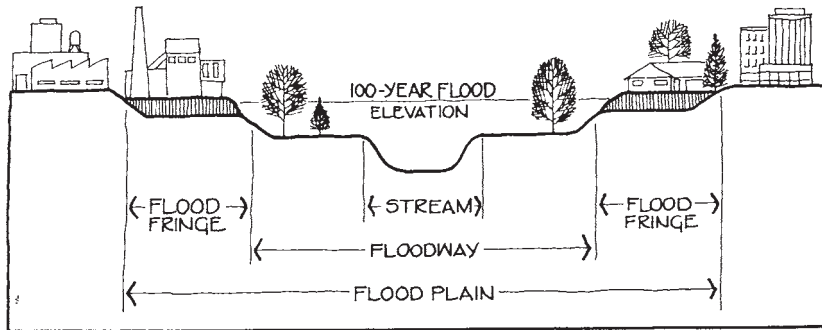 100-YEAR FLOOD
ELEVATION
FLOOD
FRINGE
STREAM
FLOOD
FRINGE
FLOODWAY
FLOOD PLAIN